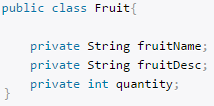 public class Fruit{
private String fruitName;
private String fruitDesc;
private int quantity;
}